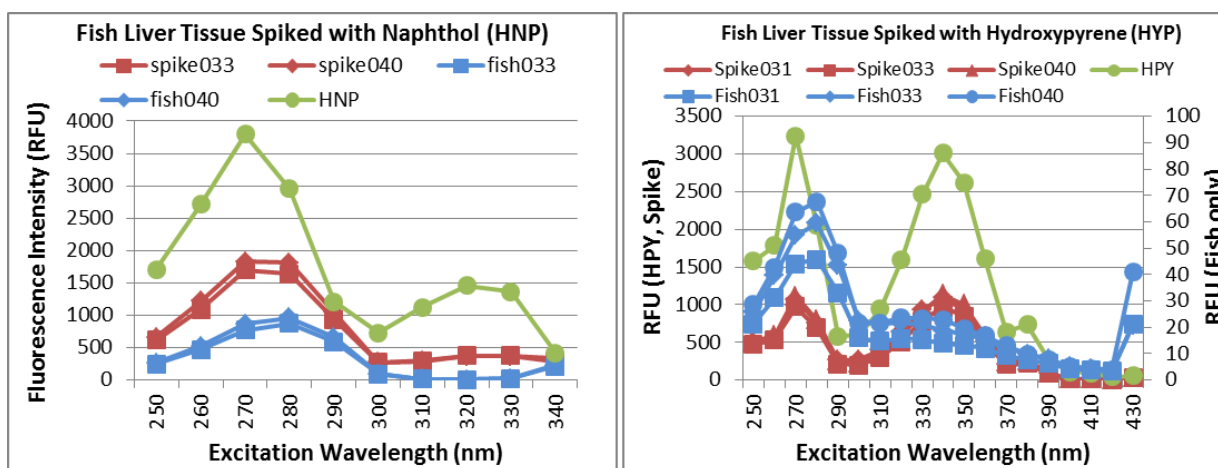 Fish Liver Tissue Spiked with Naphthol (HNP)
spike033 spike040 fish033
fish040 HNP
Fluorescence Intensity (RFU)
4000
3500
3000
2500
2000
1500
1000
500
0
250 260 270 280 290 300 310 320 330 340
Excitation Wavelength (nm)
Fish Liver Tissue Spiked with Hydroxypyrene (HYP)
Spike031 Spike033 Spike040 HPY
Fish031 Fish033 Fish040
RFU (HPY, Spike)
3500
3000
2500
2000
1500
1000
500
0
100
90
80
70
60
50
40
30
20
10
0
RFU (Fish only)
250 270 290 310 330 350 370 390 410 430
Excitation Wavelength (nm)